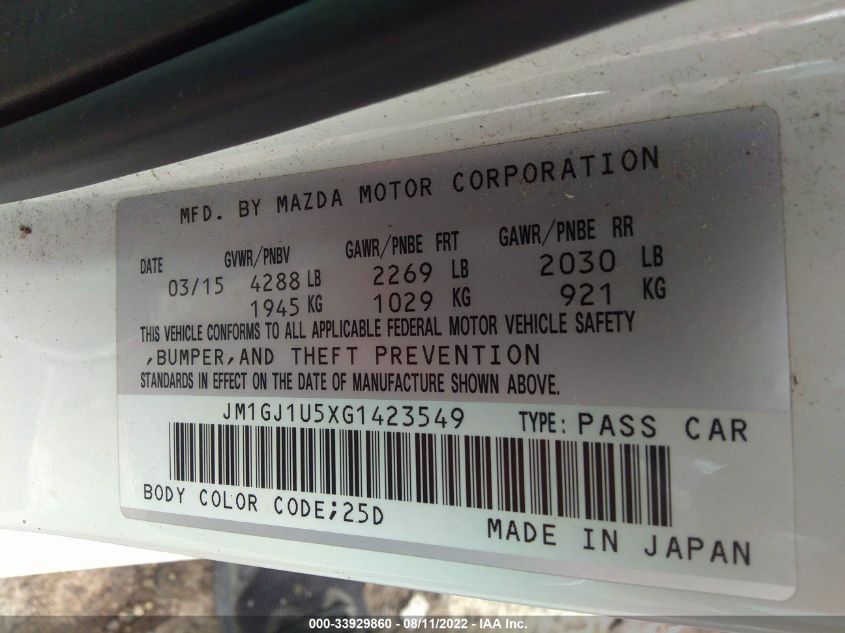 MFD. BY MAZDA MOTOR CORPORATION
DATE GVWR/PNBV GAWR/PNBE FRT GAWR/PNBE RR
03/15 4288 LB 2269 LB 2030 LB
1945 KG 1029 KG 921 KG
THIS VEHICLE CONFORMS TO ALL APPLICABLE FEDERAL MOTOR VEHICLE SAFETY
,BUMPER,AND THEFT PREVENTION
STANDARDS IN EFFECT ON THE DATE OF MANUFACTURE SHOWN ABOVE.
JM1GJ1U5XG1423549 TYPE: PASS CAR
BODY COLOR CODE;25D
MADE IN JAPAN
000-33929860 - 08/11/2022 - IAA Inc.